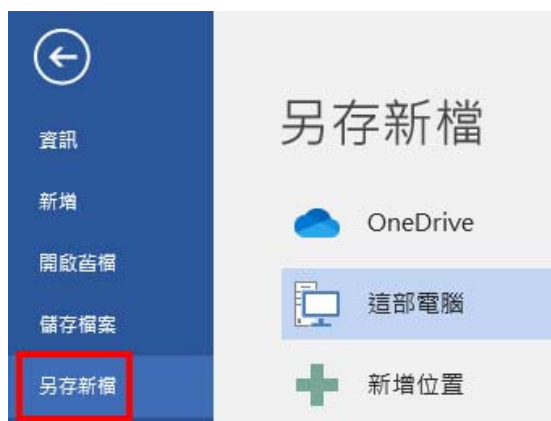 資訊
新增
開啟舊檔
儲存檔案
另存新檔
另存新檔
OneDrive
這部電腦
新增位置